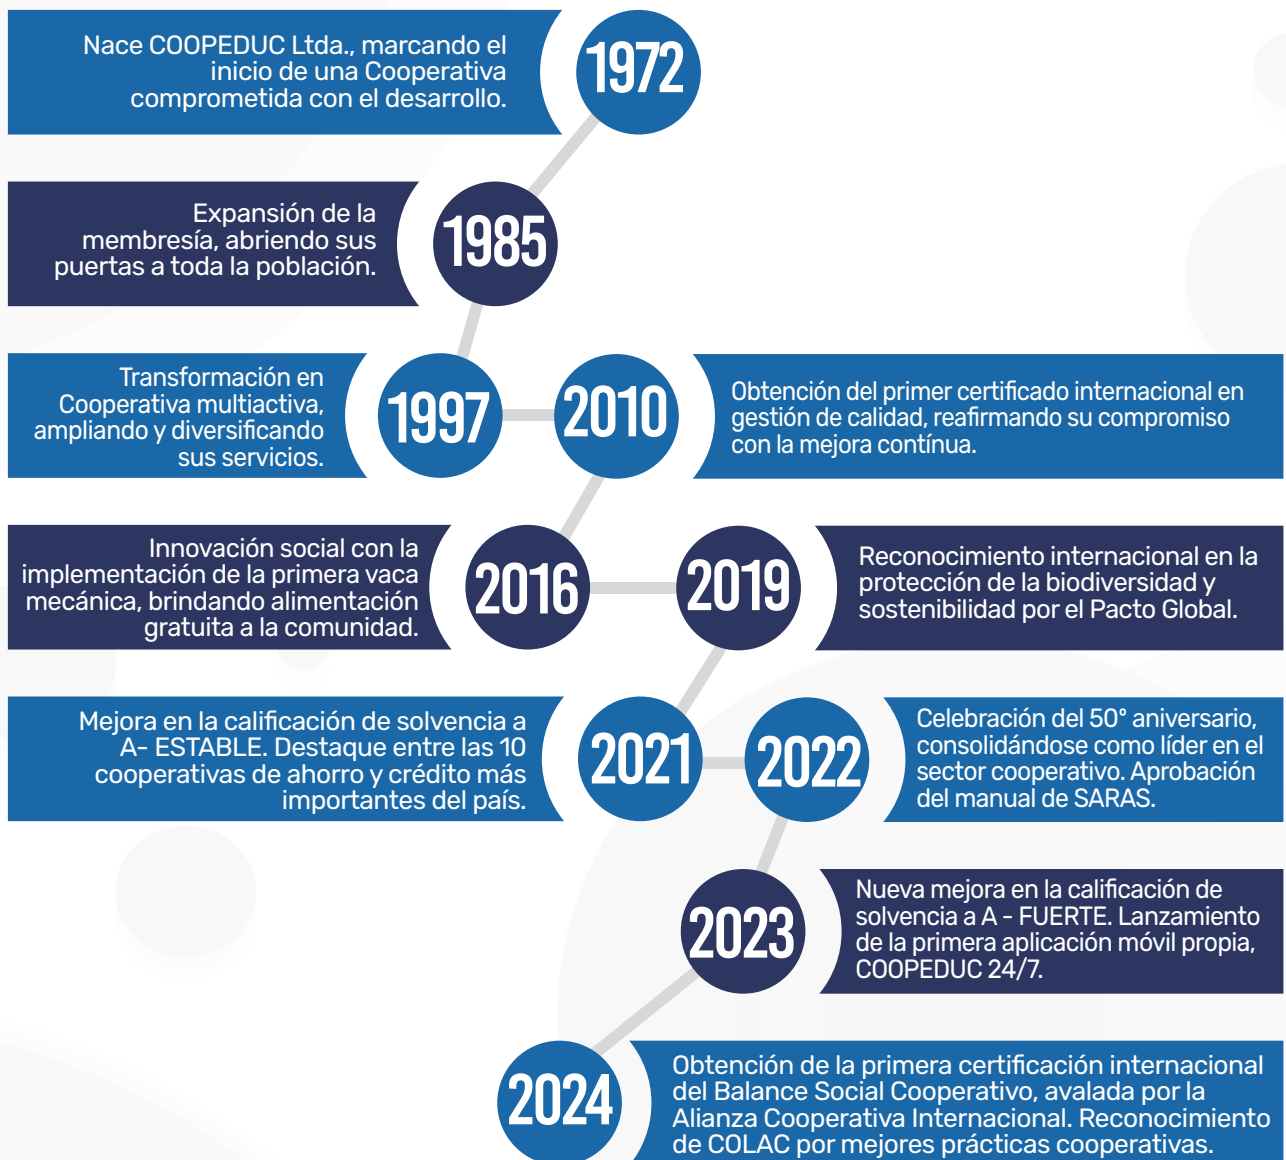 Nace COOPEDUC Ltda., marcando el
inicio de una Cooperativa
comprometida con el desarrollo.
1972
Expansión de la
membresía, abriendo sus
puertas a toda la población.
1985
Transformación en
Cooperativa multiactiva,
ampliando y diversificando
sus servicios.
1997
2010
Obtención del primer certificado internacional en
gestión de calidad, reafirmando su compromiso
con la mejora contínua.
Innovación social con la
implementación de la primera vaca
mecánica, brindando alimentación
gratuita a la comunidad.
2016
2019
Reconocimiento internacional en la
protección de la biodiversidad y
sostenibilidad por el Pacto Global.
Mejora en la calificación de solvencia a
A- ESTABLE. Destaque entre las 10
cooperativas de ahorro y crédito más
importantes del país.
2021
2022
Celebración del 50° aniversario,
consolidándose como líder en el
sector cooperativo. Aprobación
del manual de SARAS.
2023
Nueva mejora en la calificación de
solvencia a A - FUERTE. Lanzamiento
de la primera aplicación móvil propia,
COOPEDUC 24/7.
2024
Obtención de la primera certificación internacional
del Balance Social Cooperativo, avalada por la
Alianza Cooperativa Internacional. Reconocimiento
de COLAC por mejores prácticas cooperativas.